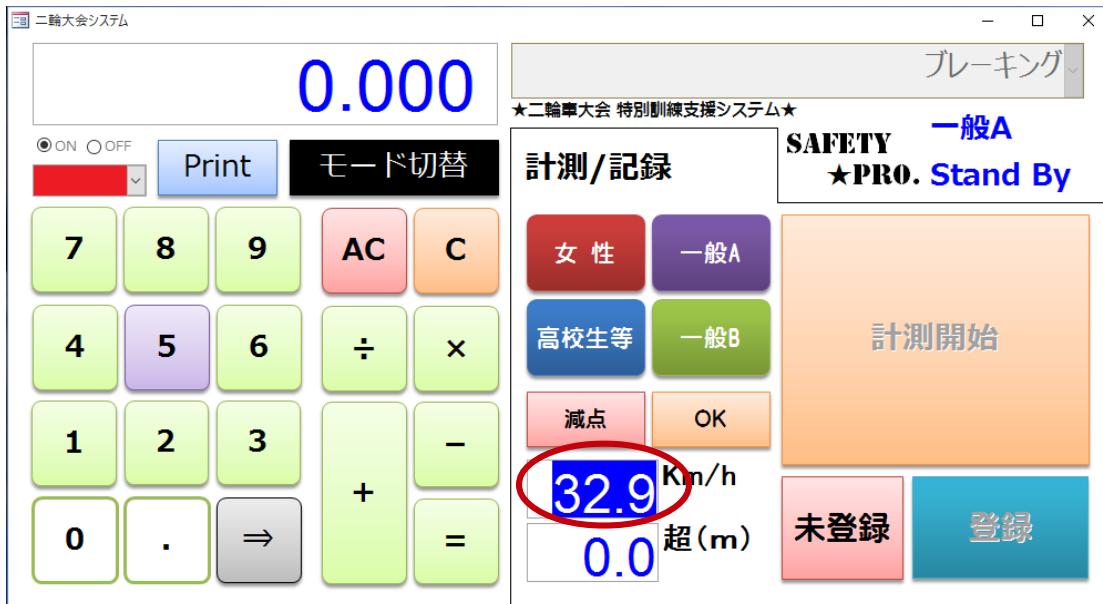 二輪大会システム
0.000
ブレーキング
★二輪車大会 特別訓練支援システム★
ON OFF
Print
モード切替
計測/記録
SAFETY
★PRO.
一般A
Stand By
7 8 9 AC C
4 5 6 ÷ ×
1 2 3 + −
0 . ⇒ =
女 性 一般A
高校生等 一般B
計測開始
減点 OK
32.9 Km/h
0.0 超(m)
未登録 登録